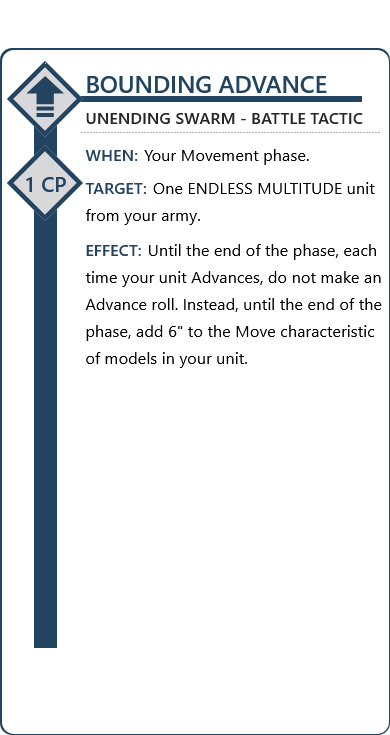 BOUNDING ADVANCE
UNENDING SWARM - BATTLE TACTIC
1 CP
WHEN: Your Movement phase.
TARGET: One ENDLESS MULTITUDE unit
from your army.
EFFECT: Until the end of the phase, each
time your unit Advances, do not make an
Advance roll. Instead, until the end of the
phase, add 6" to the Move characteristic
of models in your unit.